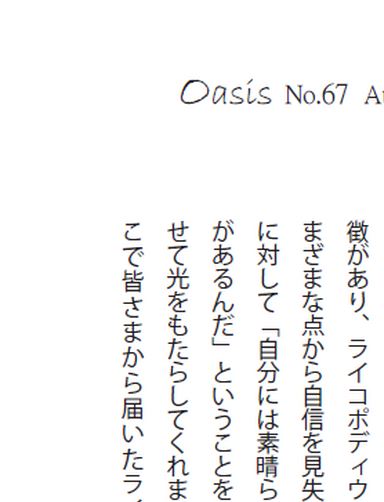 Oasis No.67
徴があり、ライコポディウ
まざまな点から自信を見失
に対して「自分には素晴ら
があるんだ」ということを
せて光をもたらしてくれま
こで皆さまから届いたラ